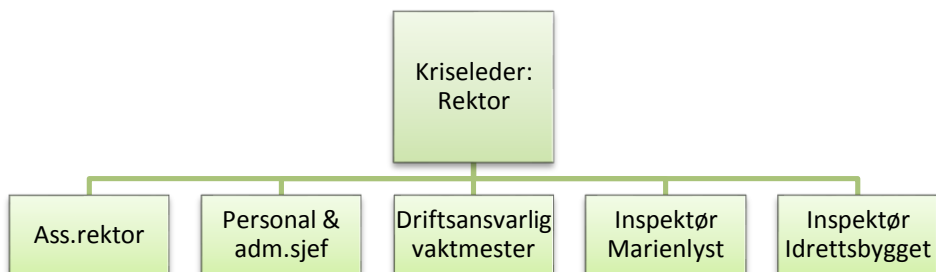 Kriseleder:
Rektor
Ass.rektor
Personal &
adm.sjef
Driftsansvarlig
vaktmester
Inspektør
Marienlyst
Inspektør
Idrettsbygget